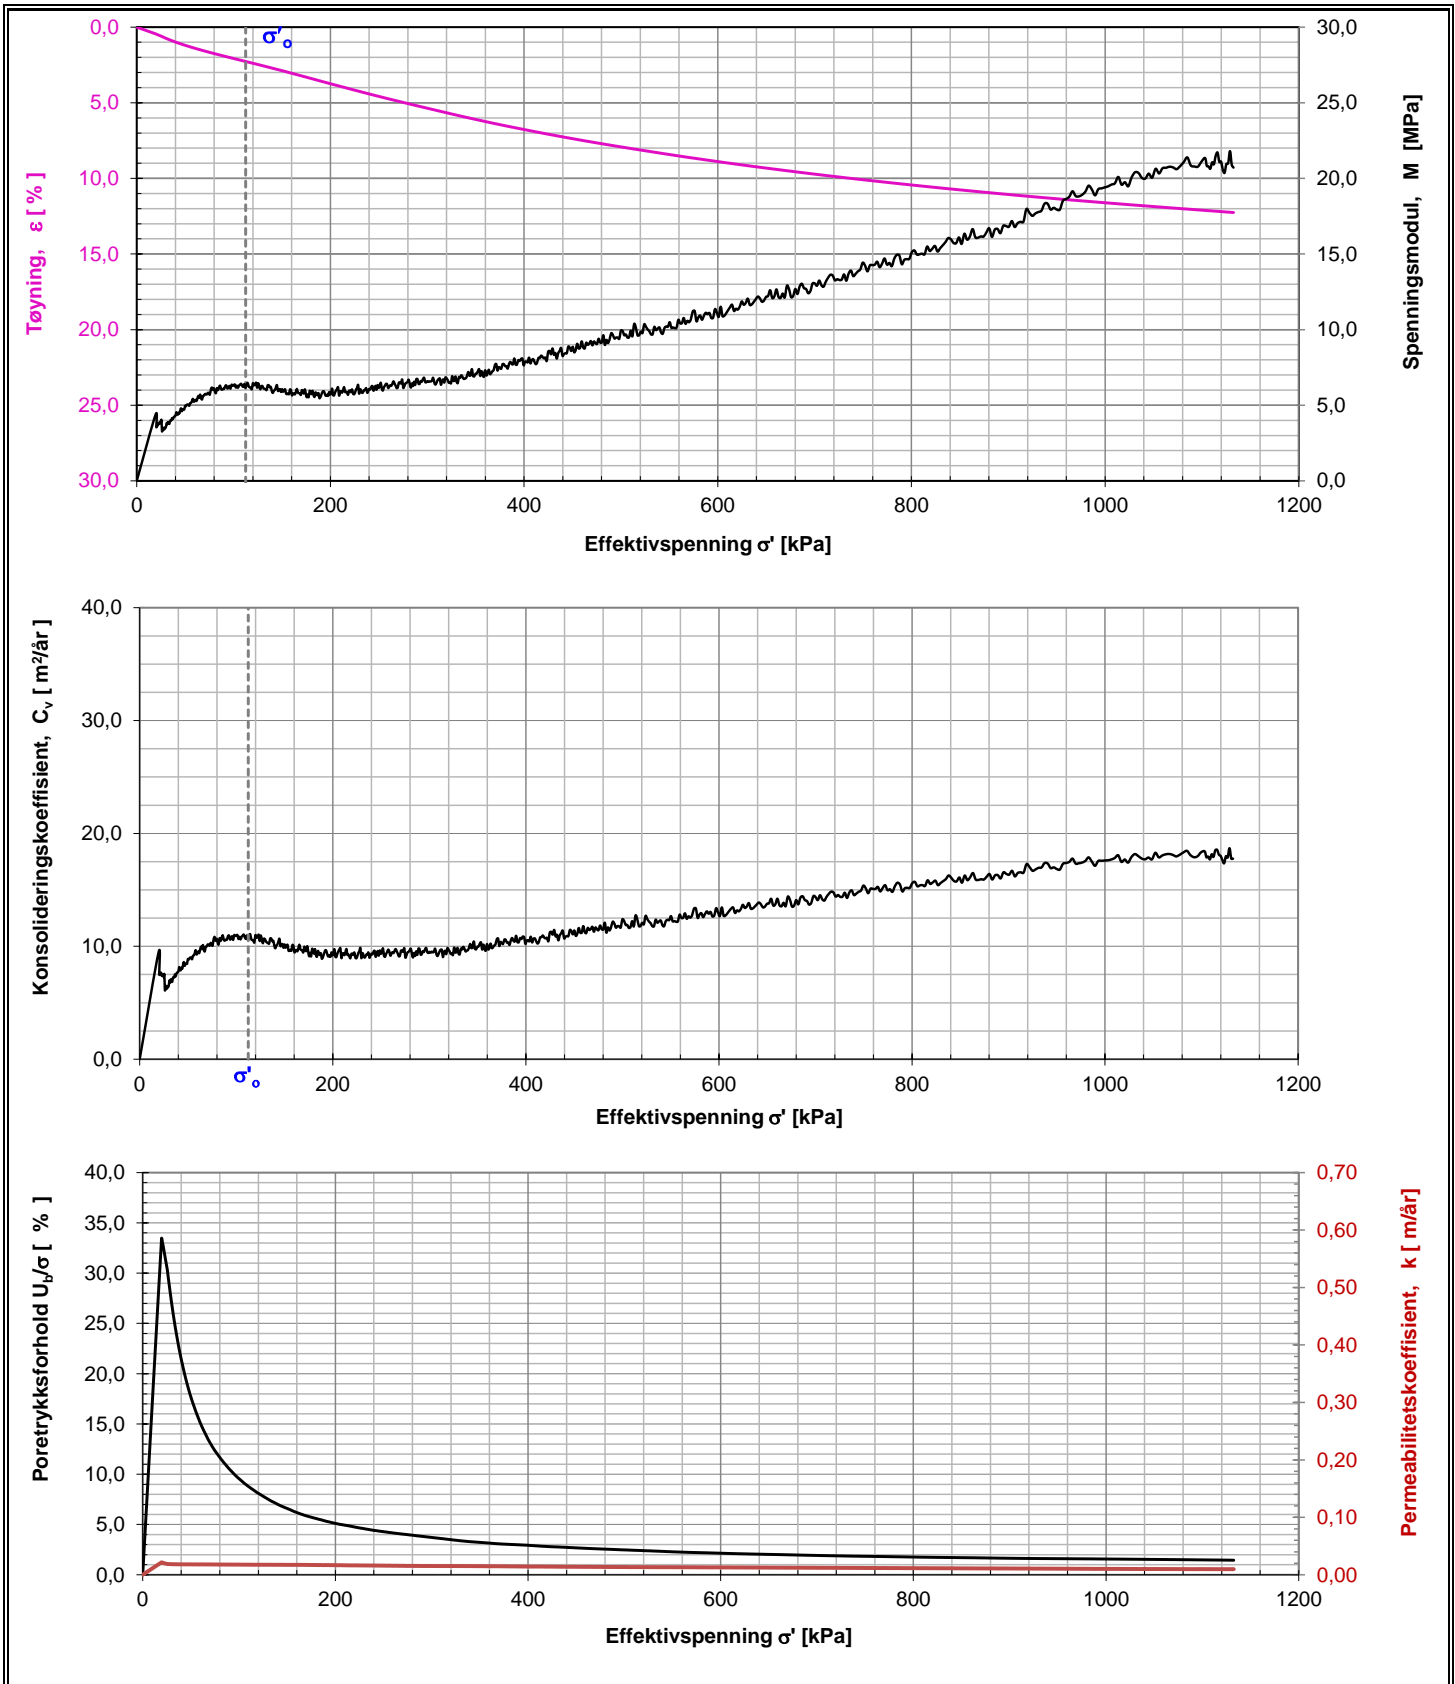 Tøyning, ε [ % ]
0,0
5,0
10,0
15,0
20,0
25,0
30,0
σ'o
30,0
25,0
20,0
15,0
10,0
5,0
0,0
Spenningsmodul, M [MPa]
0 200 400 600 800 1000 1200
Effektivspenning σ' [kPa]
Konsolideringskoeffisient, Cv [ m²/år ]
40,0
30,0
20,0
10,0
0,0
0 200 400 600 800 1000 1200
σ'o
Effektivspenning σ' [kPa]
Poretrykksforhold Ub/σ [ % ]
40,0
35,0
30,0
25,0
20,0
15,0
10,0
5,0
0,0
0,70
0,60
0,50
0,40
0,30
0,20
0,10
0,00
Permeabilitetskoeffisient, k [ m/år]
0 200 400 600 800 1000 1200
Effektivspenning σ' [kPa]